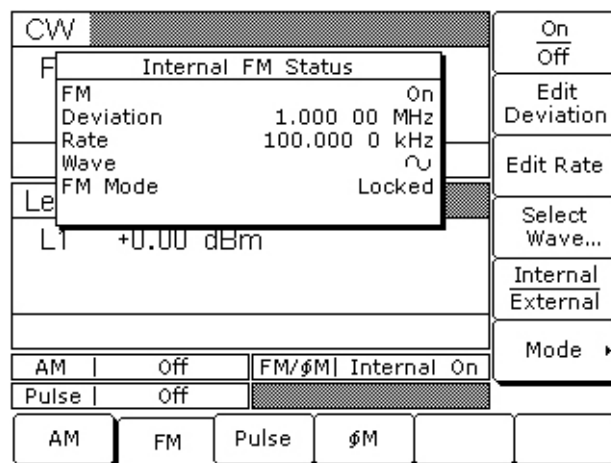 CW
F
Internal FM Status
FM On
Deviation 1.000 00 MHz
Rate 100.000 0 kHz
Wave
FM Mode Locked
Le
L1 +0.00 dBm
AM | Off
FM/ϕM| Internal On
Pulse | Off
On
Off
Edit
Deviation
Edit Rate
Select
Wave...
Internal
External
Mode
AM
FM
Pulse
ϕM